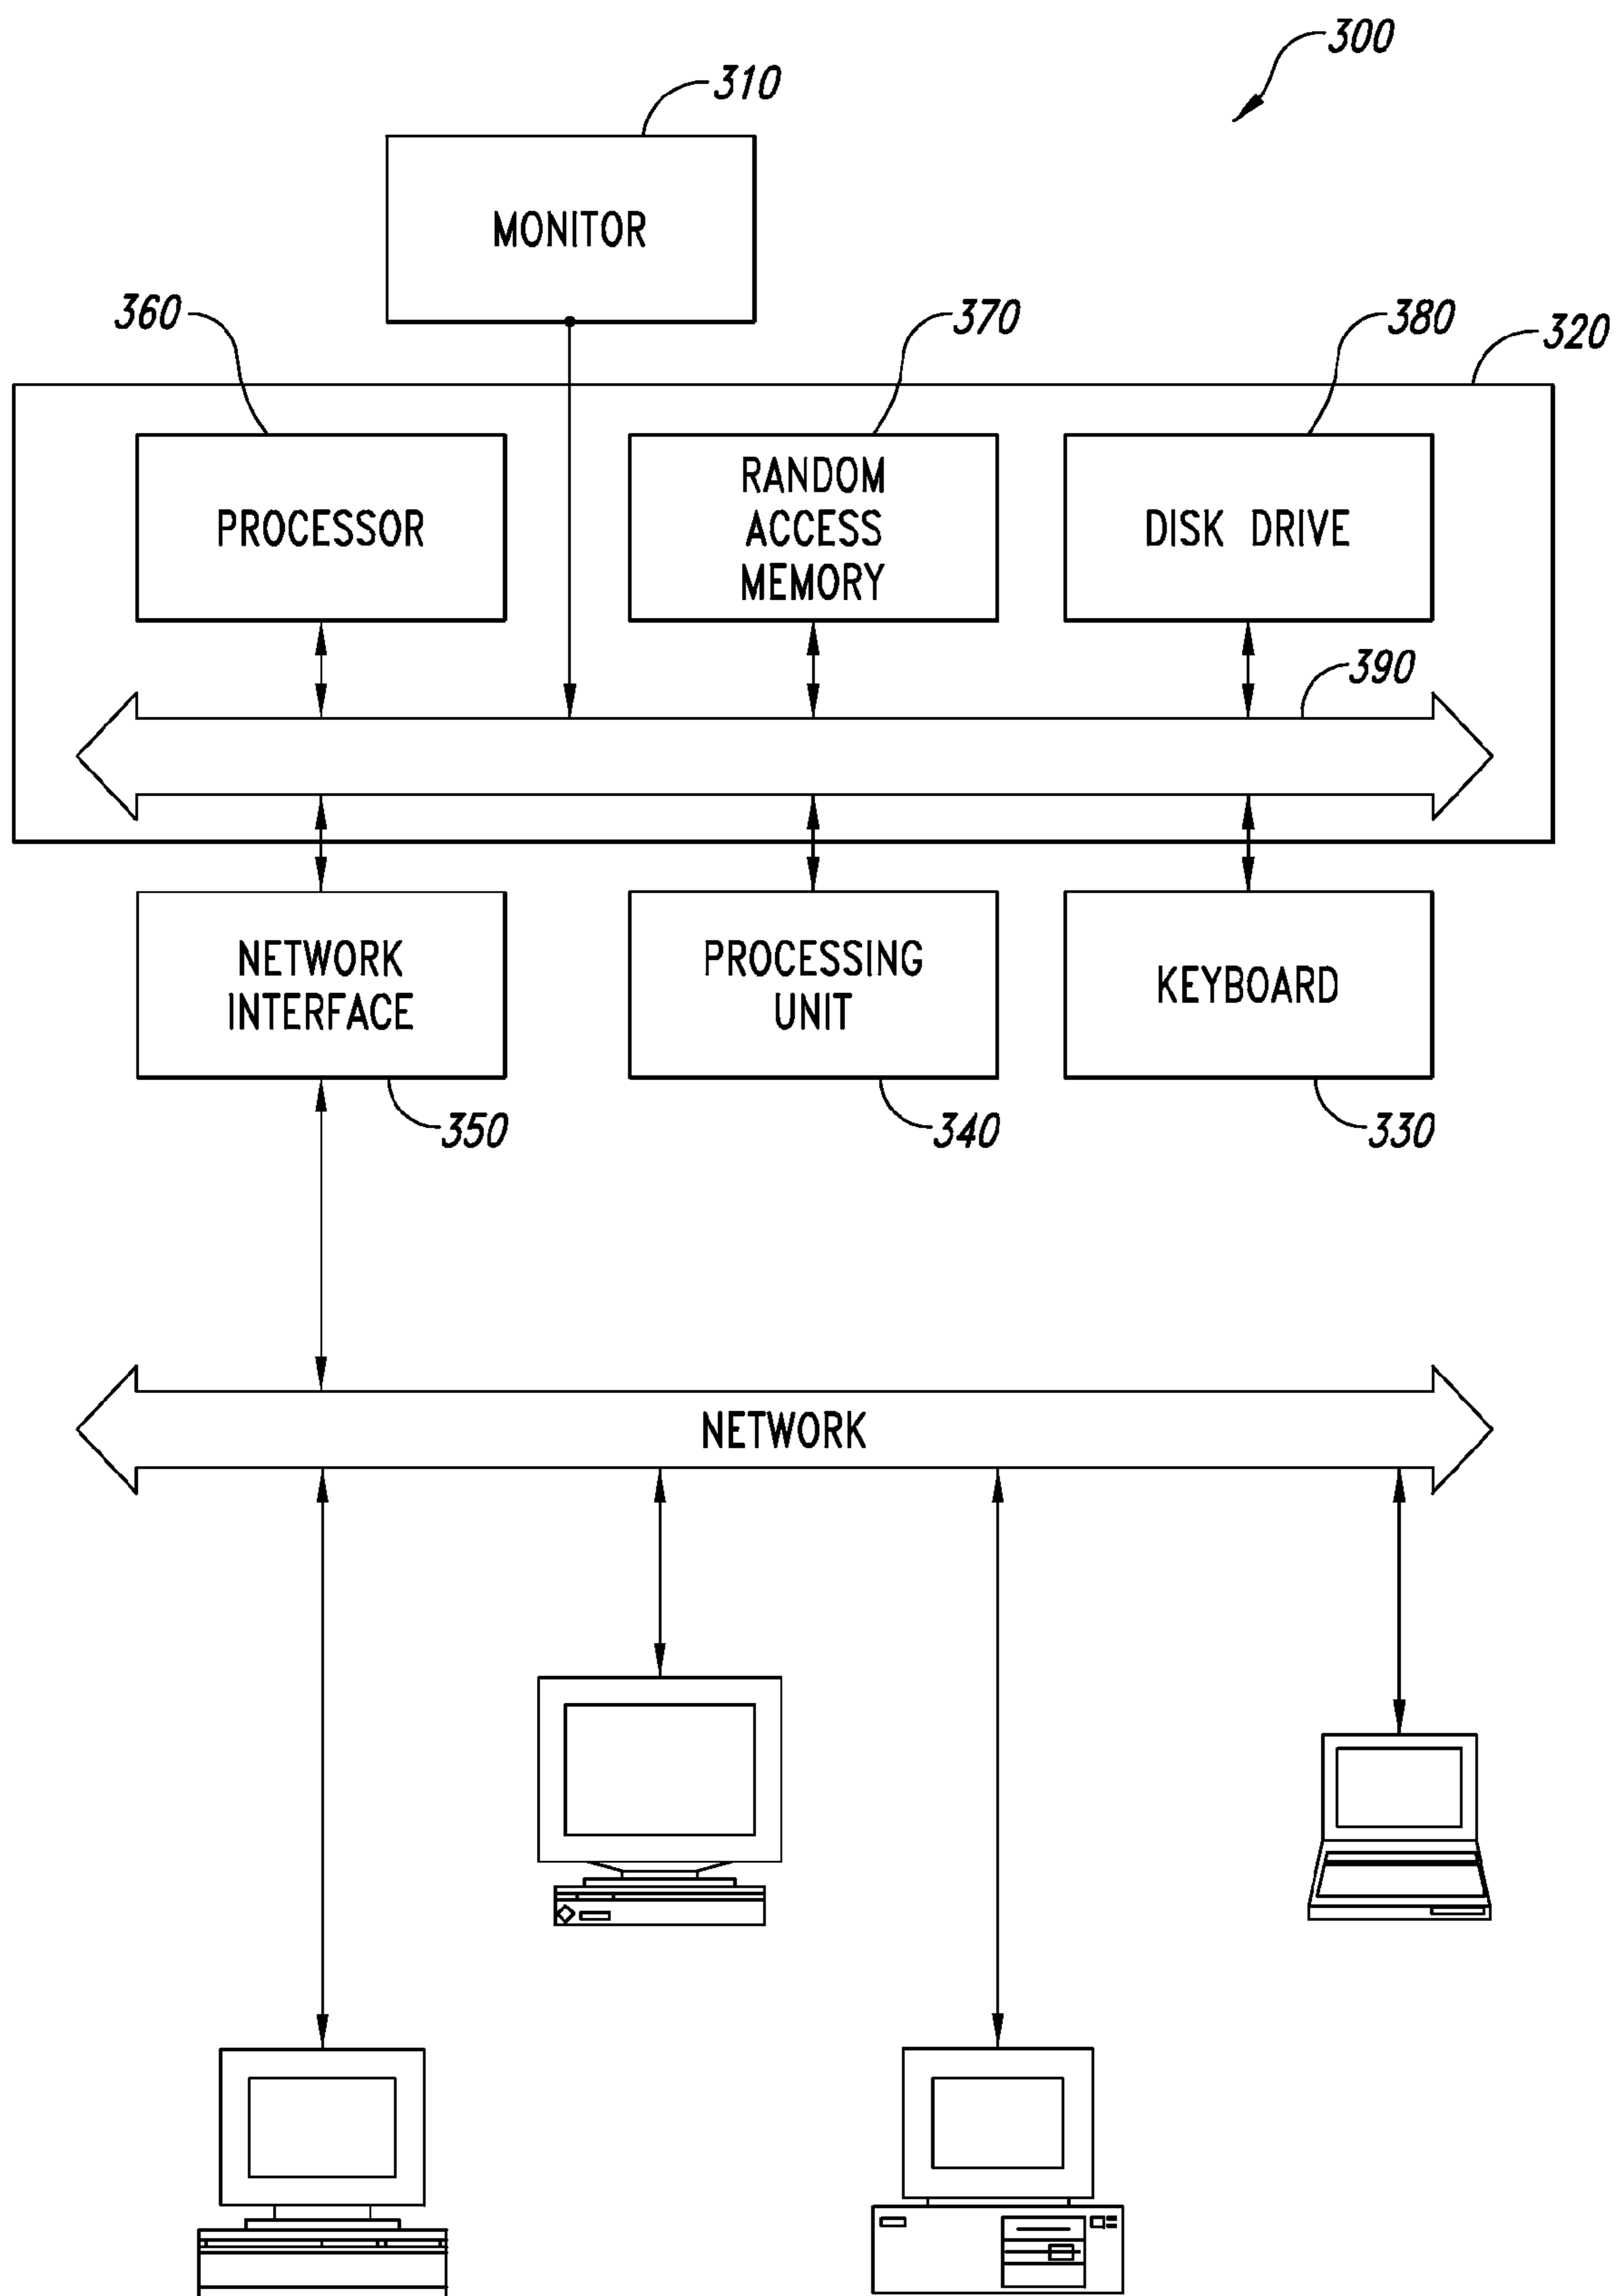 300
310
MONITOR
360
370
380
320
PROCESSOR
RANDOM
ACCESS
MEMORY
DISK DRIVE
390
NETWORK
INTERFACE
PROCESSING
UNIT
KEYBOARD
350
340
330
NETWORK